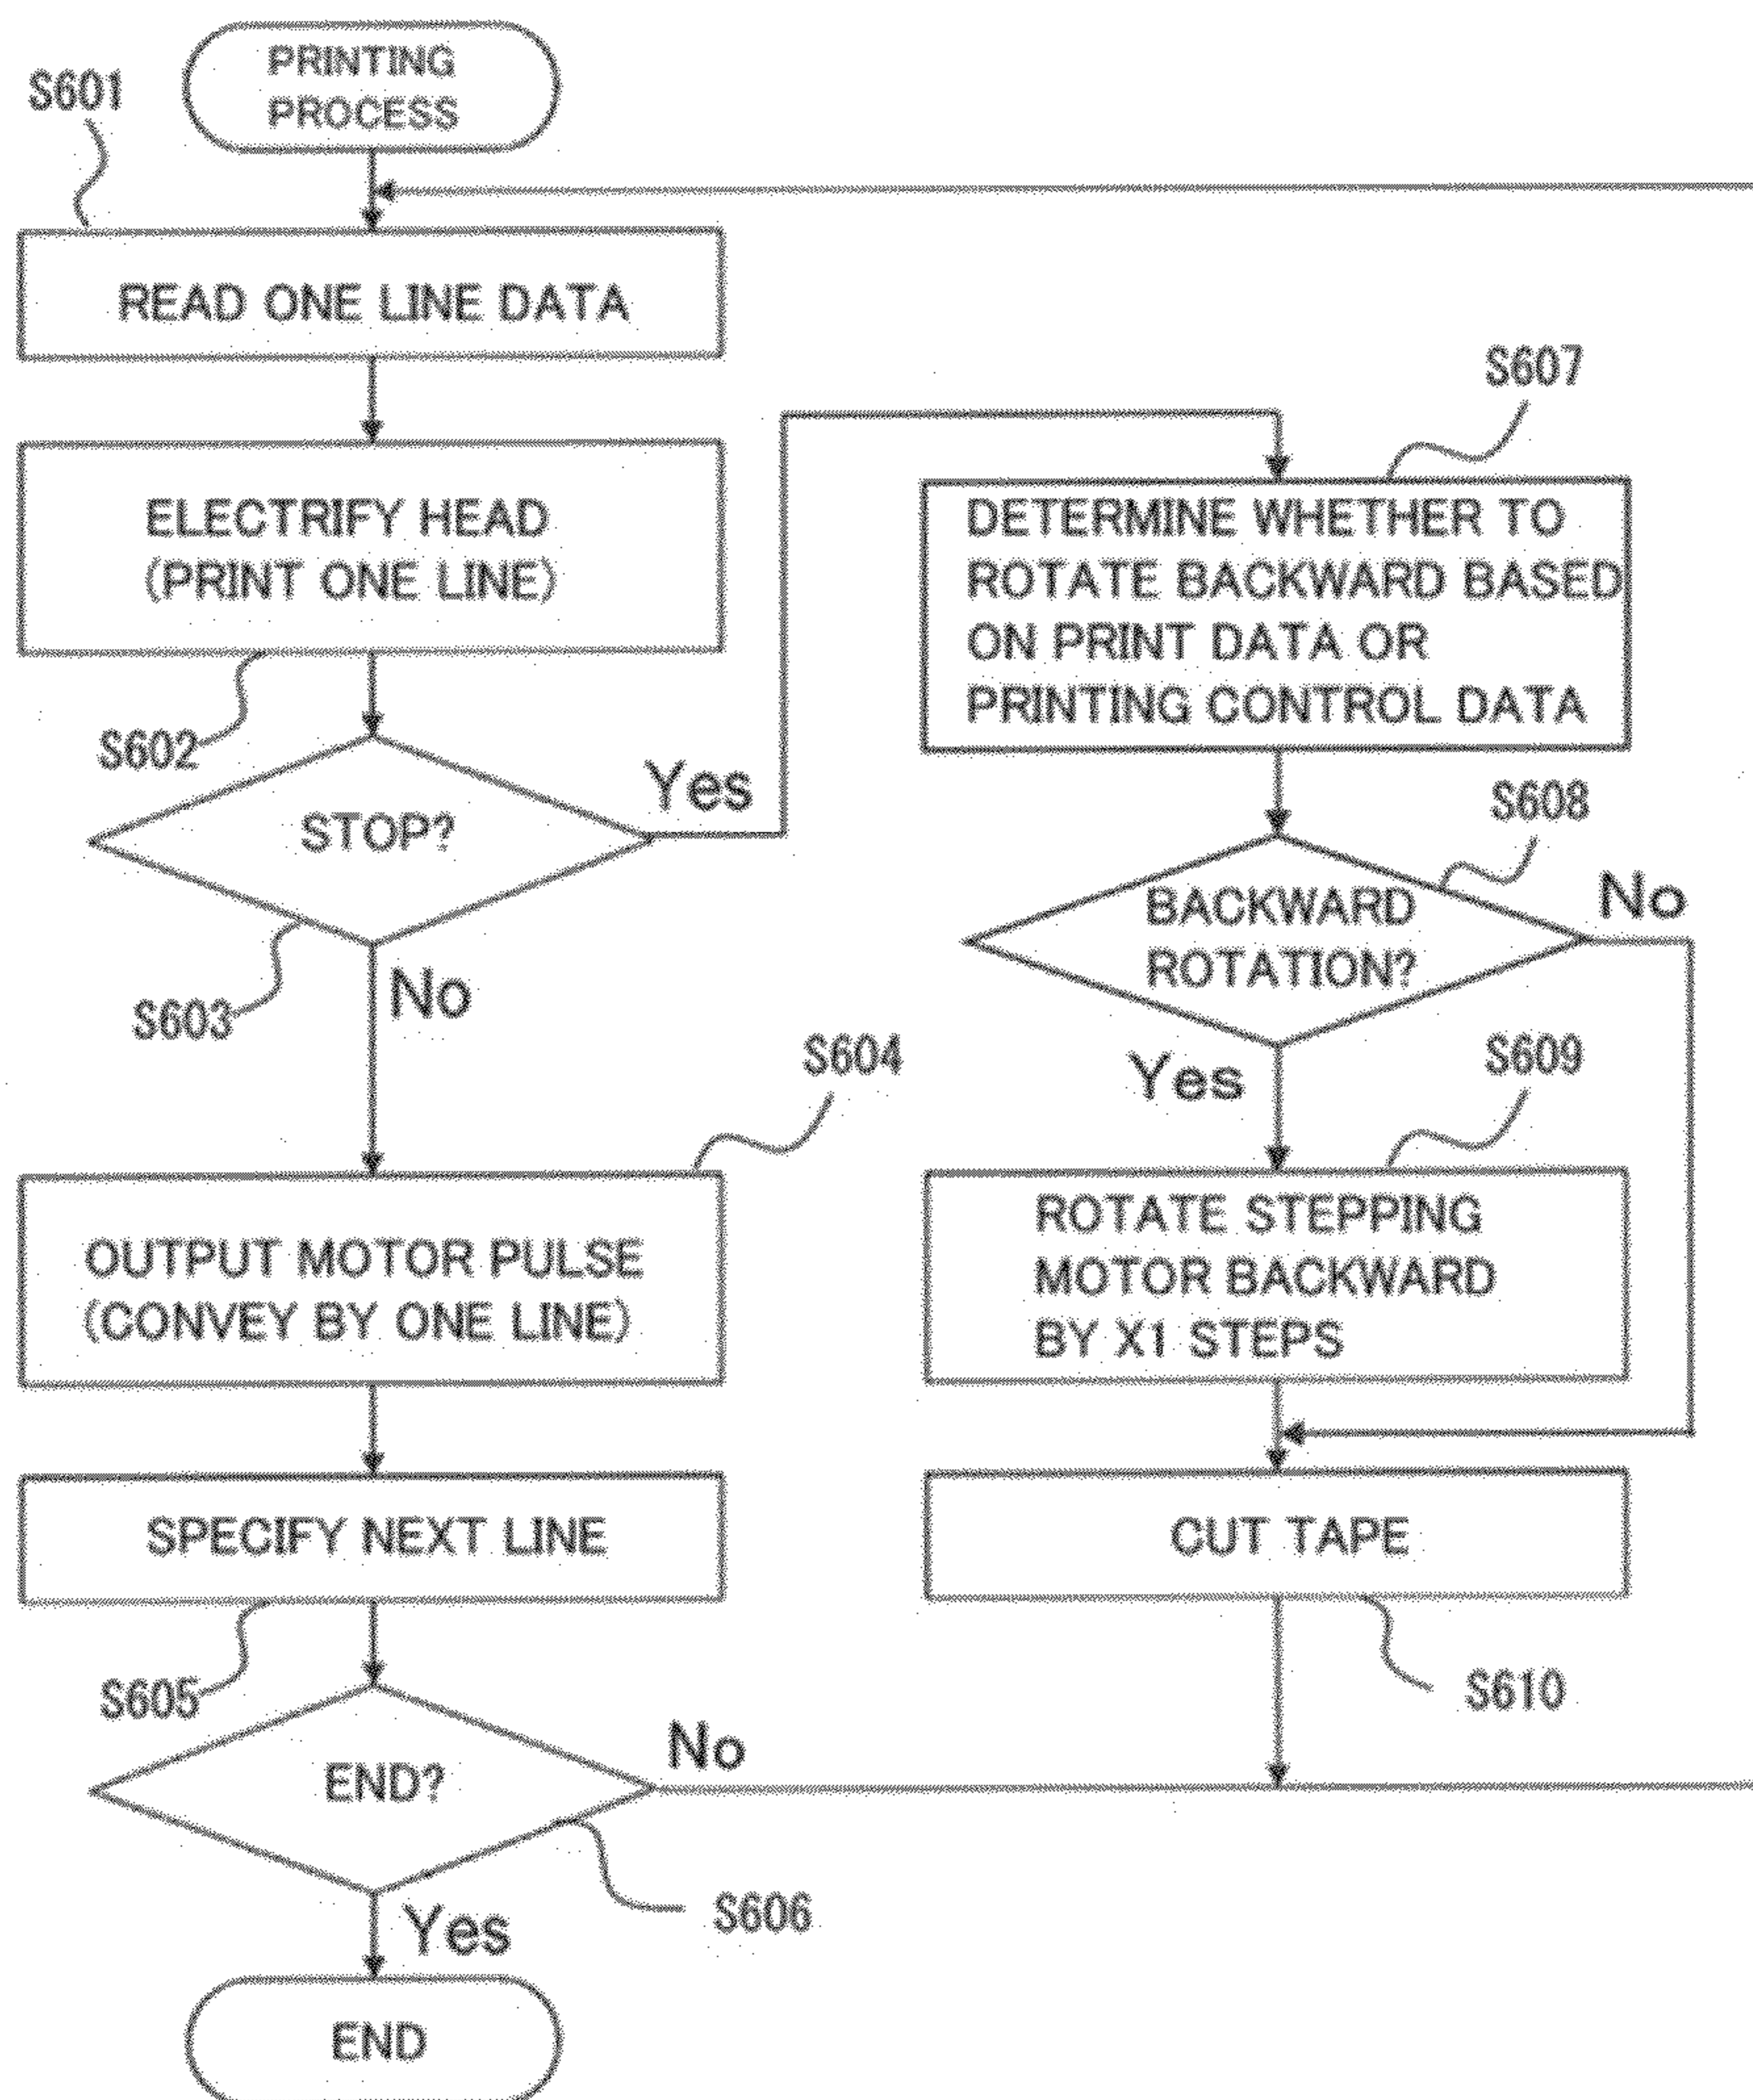 PRINTING
PROCESS
S601
READ ONE LINE DATA
ELECTRIFY HEAD
(PRINT ONE LINE)
S602
STOP?
Yes
No
S603
S604
OUTPUT MOTOR PULSE
(CONVEY BY ONE LINE)
SPECIFY NEXT LINE
S605
END?
No
S606
Yes
END
S607
DETERMINE WHETHER TO
ROTATE BACKWARD BASED
ON PRINT DATA OR
PRINTING CONTROL DATA
S608
BACKWARD
ROTATION?
No
Yes
S609
ROTATE STEPPING
MOTOR BACKWARD
BY X1 STEPS
CUT TAPE
S610